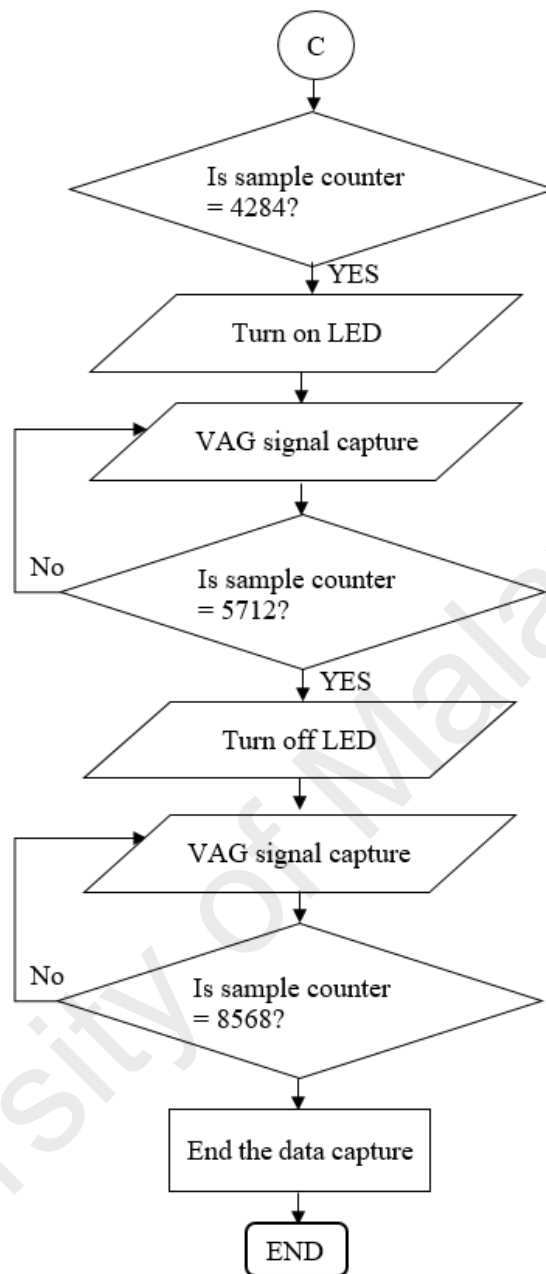 C
Is sample counter
= 4284?
YES
Turn on LED
VAG signal capture
No
Is sample counter
= 5712?
YES
Turn off LED
VAG signal capture
No
Is sample counter
= 8568?
End the data capture
END